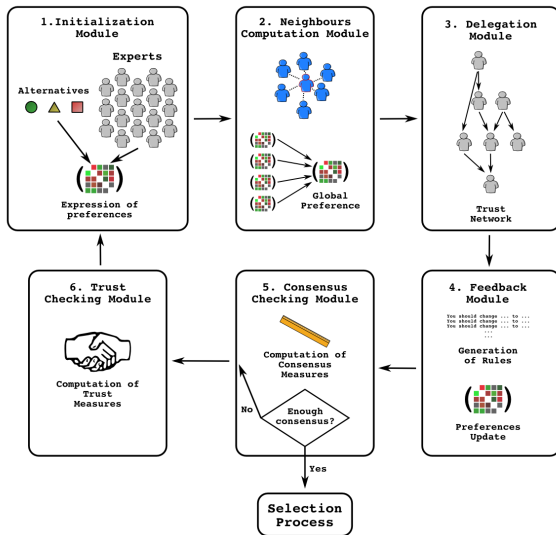 1.Initialization
Module
Experts
Alternatives
Expression of
preferences
2. Neighbours
Computation Module
Global
Preference
3. Delegation
Module
Trust
Network
4. Feedback
Module
You should change ... to ...
You should change ... to ...
You should change ... to ...
...
...
Generation
of Rules
Preferences
Update
5. Consensus
Checking Module
Computation of
Consensus
Measures
Enough
consensus?
No
Yes
Selection
Process
6. Trust
Checking Module
Computation of
Trust
Measures